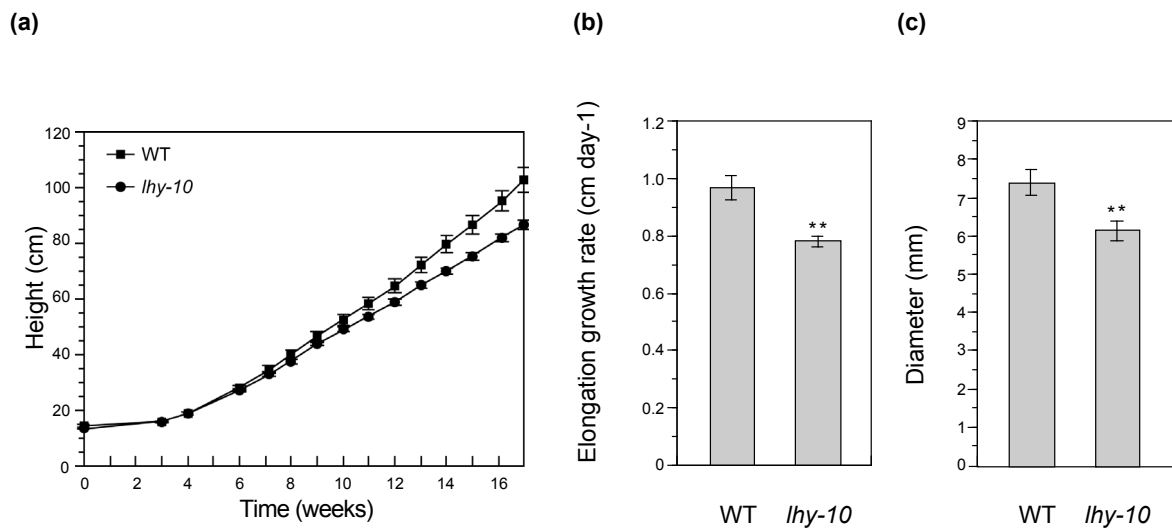 (a)
(b)
(c)
Height (cm)
120
100
80
60
40
20
0
WT
lhy-10
0 2 4 6 8 10 12 14 16
Time (weeks)
Elongation growth rate (cm day-1)
1.2
1.0
0.8
0.6
0.4
0.2
0
**
WT lhy-10
Diameter (mm)
9
8
7
6
5
4
3
2
1
0
**
WT lhy-10